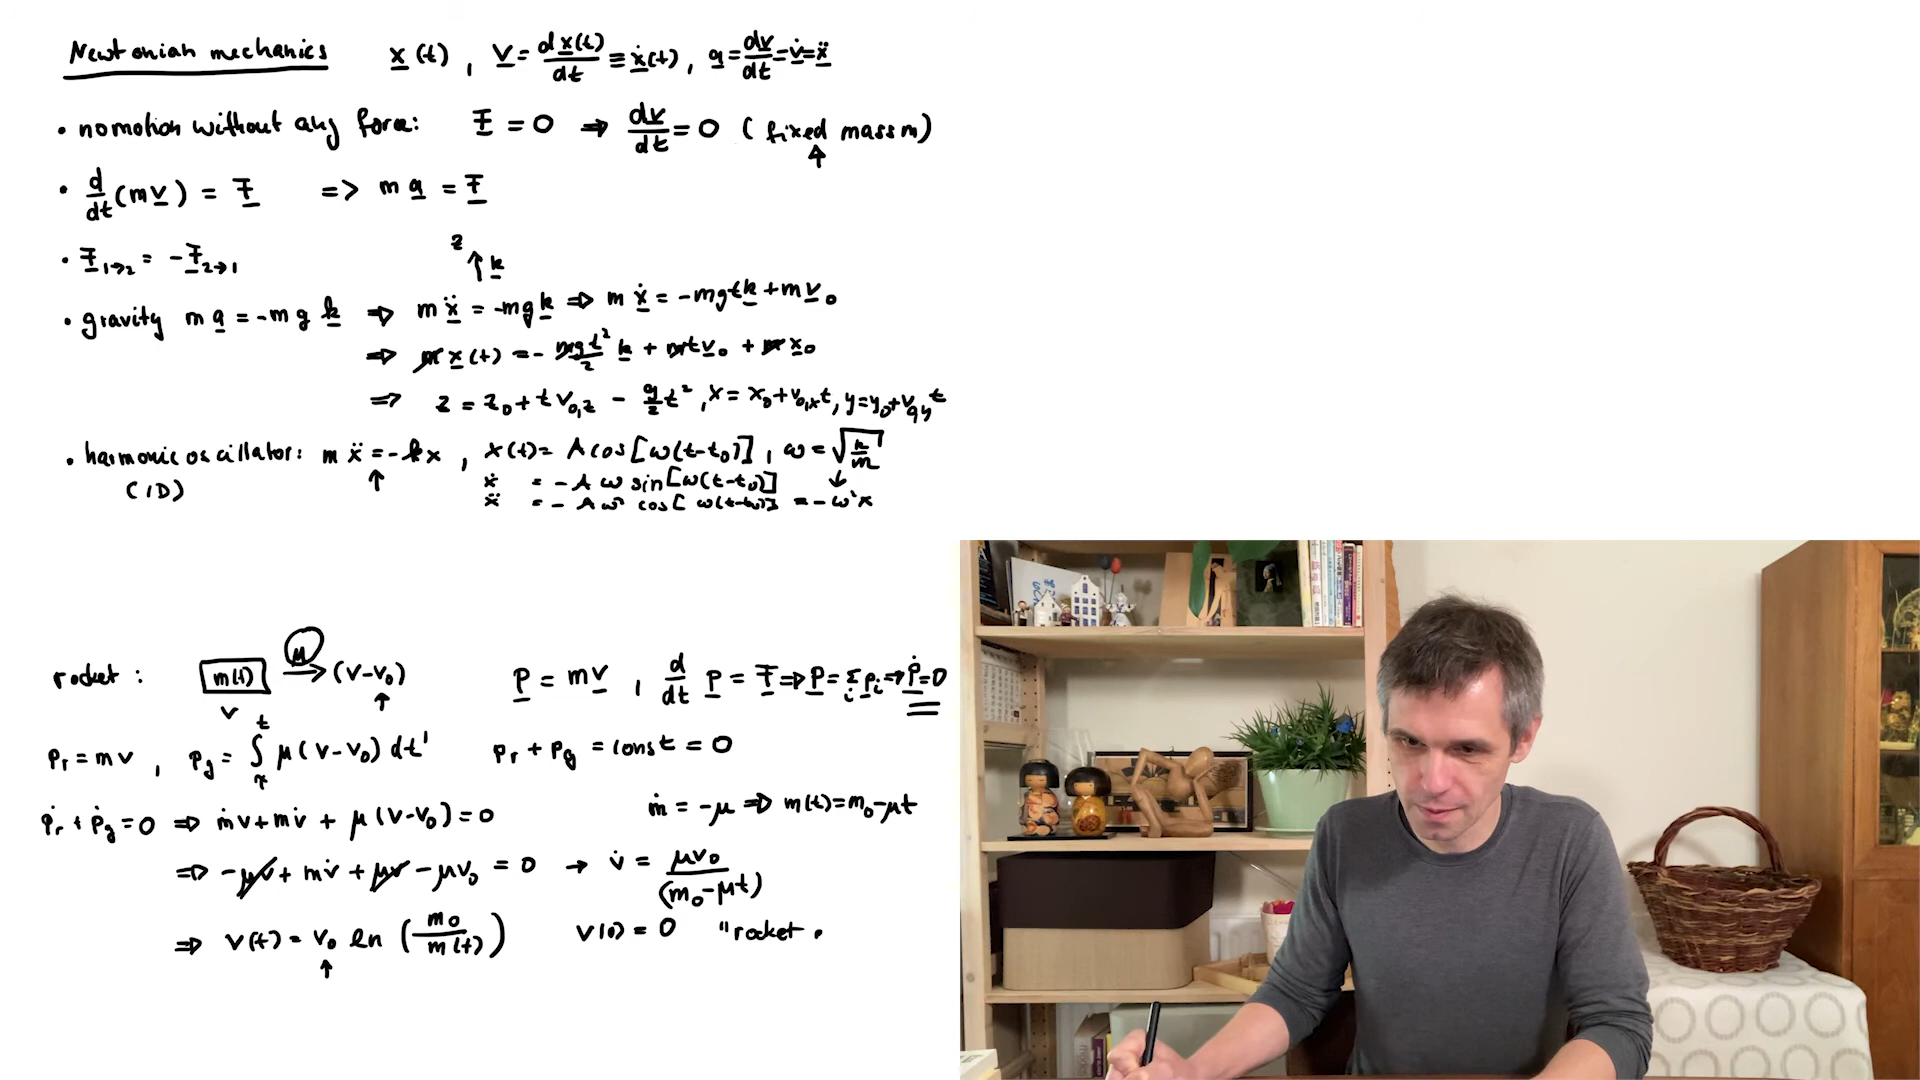 Newtonian mechanics x(t), v = dx(t)/dt ≡ ẋ(t), a = dv/dt = v̇ = ẍ
• no motion without any force: F = 0 ⇒ dv/dt = 0 (fixed mass m)
• d/dt (mv) = F => m a = F
• F1→2 = -F2→1
z ↑ k
• gravity m a = -m g k ⇒ m ẍ = -mg k ⇒ m ẋ = -mgt k + m v0
⇒ m x(t) = - mgt²/2 k + mt v0 + m x0
⇒ z = z0 + t v0,z - g/2 t², x = x0 + v0,x t, y = y0 + v0,y t
• harmonic oscillator: m ẍ = -k x, x(t) = A cos[ω(t-t0)], ω = √(k/m)
(1D) ẋ = -A ω sin[ω(t-t0)]
ẍ = -A ω² cos[ω(t-t0)] = -ω² x
rocket: m(t) v μ → (v-v0) p = mv, d/dt p = F ⇒ P = Σi pi ⇒ Ṗ = 0
pr = mv, pg = ∫ t μ(v-v0) dt' pr + pg = const = 0
ṗr + ṗg = 0 ⇒ ṁv + mv̇ + μ(v-v0) = 0 ṁ = -μ ⇒ m(t) = m0 - μt
⇒ -μv + mv̇ + μv - μv0 = 0 → v̇ = μv0/(m0-μt)
⇒ v(t) = v0 ln (m0/m(t)) v(0) = 0 "rocket